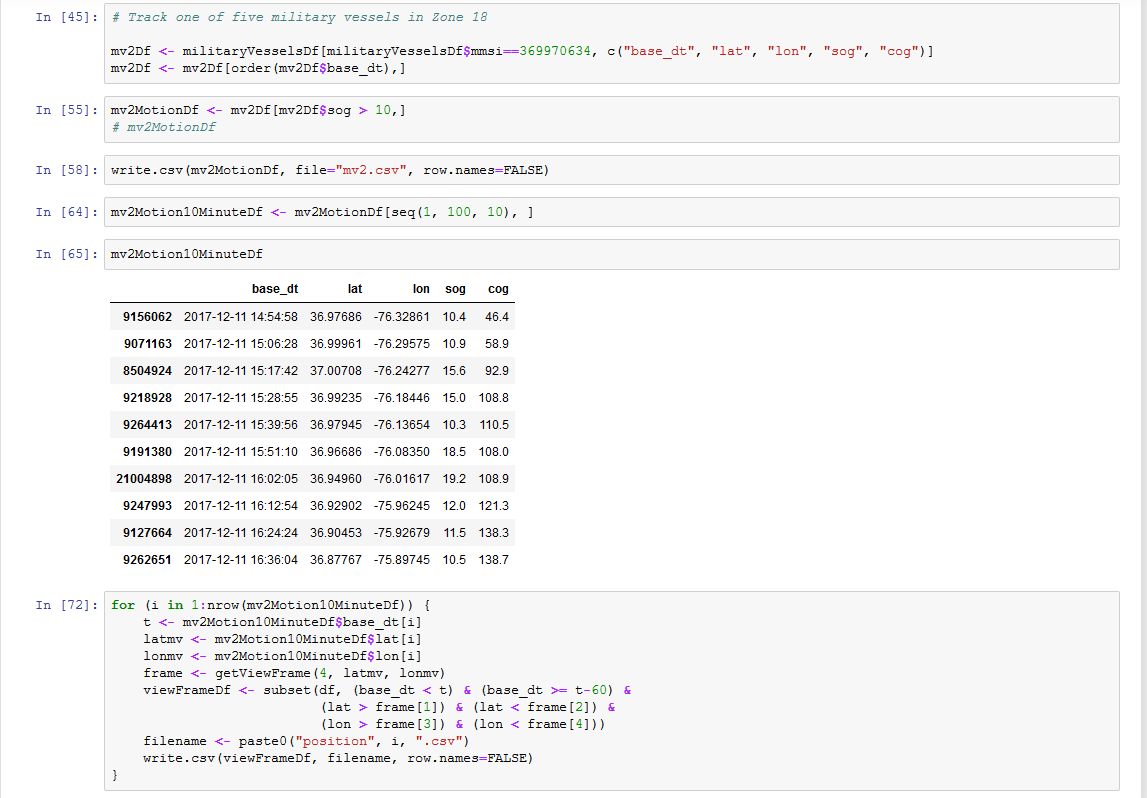 In [45]: # Track one of five military vessels in Zone 18
mv2Df <- militaryVesselsDf[militaryVesselsDf$mmsi==369970634, c("base_dt", "lat", "lon", "sog", "cog")]
mv2Df <- mv2Df[order(mv2Df$base_dt),]
In [55]: mv2MotionDf <- mv2Df[mv2Df$sog > 10,]
# mv2MotionDf
In [58]: write.csv(mv2MotionDf, file="mv2.csv", row.names=FALSE)
In [64]: mv2Motion10MinuteDf <- mv2MotionDf[seq(1, 100, 10), ]
In [65]: mv2Motion10MinuteDf
base_dt lat lon sog cog
9156062 2017-12-11 14:54:58 36.97686 -76.32861 10.4 46.4
9071163 2017-12-11 15:06:28 36.99961 -76.29575 10.9 58.9
8504924 2017-12-11 15:17:42 37.00708 -76.24277 15.6 92.9
9218928 2017-12-11 15:28:55 36.99235 -76.18446 15.0 108.8
9264413 2017-12-11 15:39:56 36.97945 -76.13654 10.3 110.5
9191380 2017-12-11 15:51:10 36.96686 -76.08350 18.5 108.0
21004898 2017-12-11 16:02:05 36.94960 -76.01617 19.2 108.9
9247993 2017-12-11 16:12:54 36.92902 -75.96245 12.0 121.3
9127664 2017-12-11 16:24:24 36.90453 -75.92679 11.5 138.3
9262651 2017-12-11 16:36:04 36.87767 -75.89745 10.5 138.7
In [72]: for (i in 1:nrow(mv2Motion10MinuteDf)) {
t <- mv2Motion10MinuteDf$base_dt[i]
latmv <- mv2Motion10MinuteDf$lat[i]
lonmv <- mv2Motion10MinuteDf$lon[i]
frame <- getViewFrame(4, latmv, lonmv)
viewFrameDf <- subset(df, (base_dt < t) & (base_dt >= t-60) &
(lat > frame[1]) & (lat < frame[2]) &
(lon > frame[3]) & (lon < frame[4]))
filename <- paste0("position", i, ".csv")
write.csv(viewFrameDf, filename, row.names=FALSE)
}